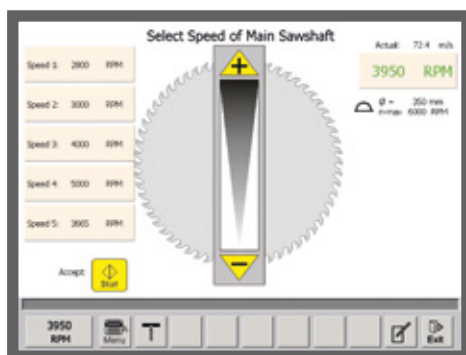 Select Speed of Main Sawshaft
Actual: 72.4 m/s
3950 RPM
Ø = 350 mm
n-max 6000 RPM
Speed 1: 2800 RPM
Speed 2: 3000 RPM
Speed 3: 4000 RPM
Speed 4: 5000 RPM
Speed 5: 3665 RPM
Accept:
Start
3950
RPM
Menu
Exit